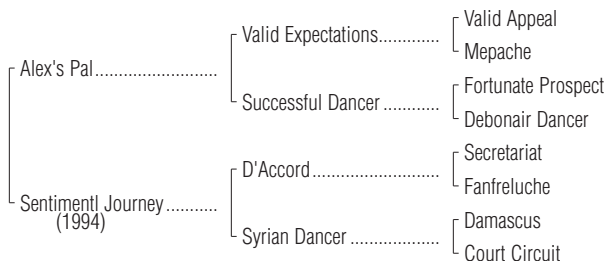 Valid Appeal
Valid Expectations.............
Mepache
Alex's Pal.........................
Fortunate Prospect
Successful Dancer ............
Debonair Dancer
Secretariat
D'Accord..........................
Fanfreluche
Sentimentl Journey...........
(1994)
Damascus
Syrian Dancer ...................
Court Circuit